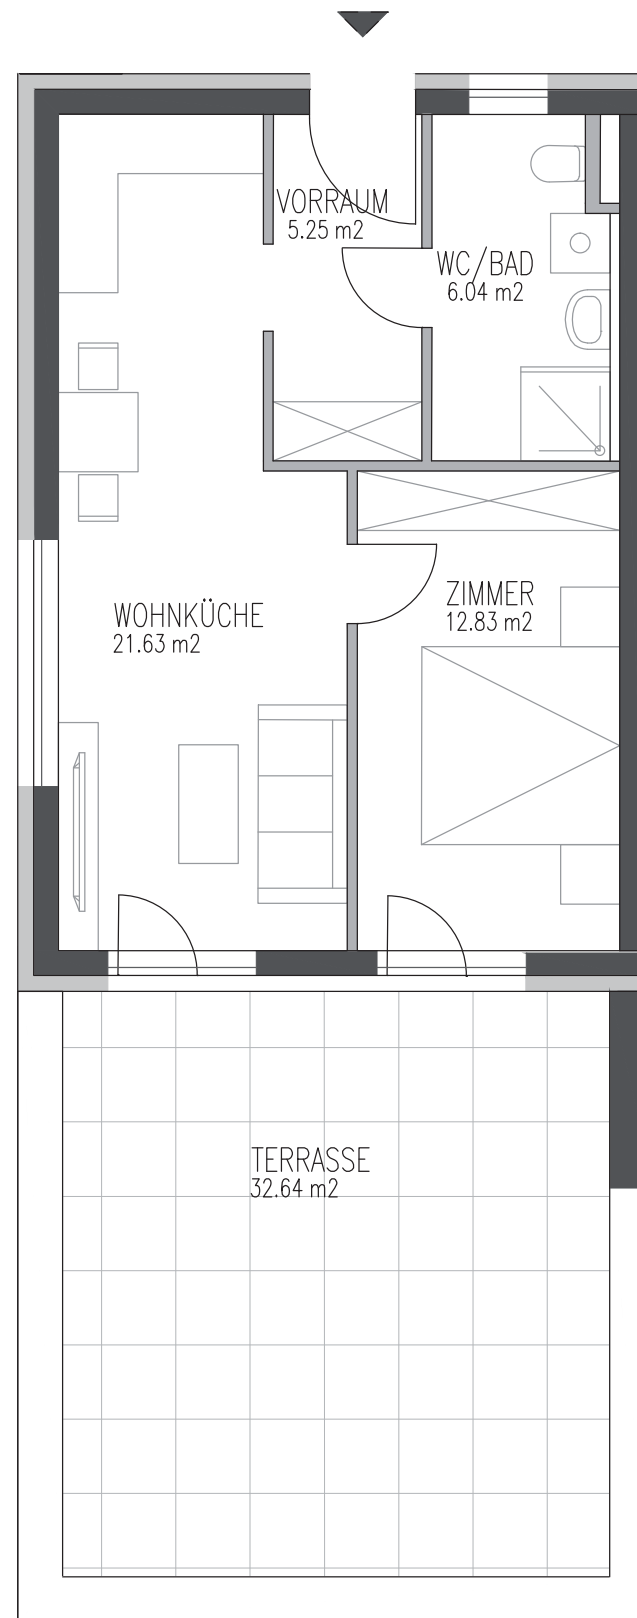 VORRAUM
5.25 m2
WC/BAD
6.04 m2
ZIMMER
12.83 m2
WOHNKÜCHE
21.63 m2
TERRASSE
32.64 m2